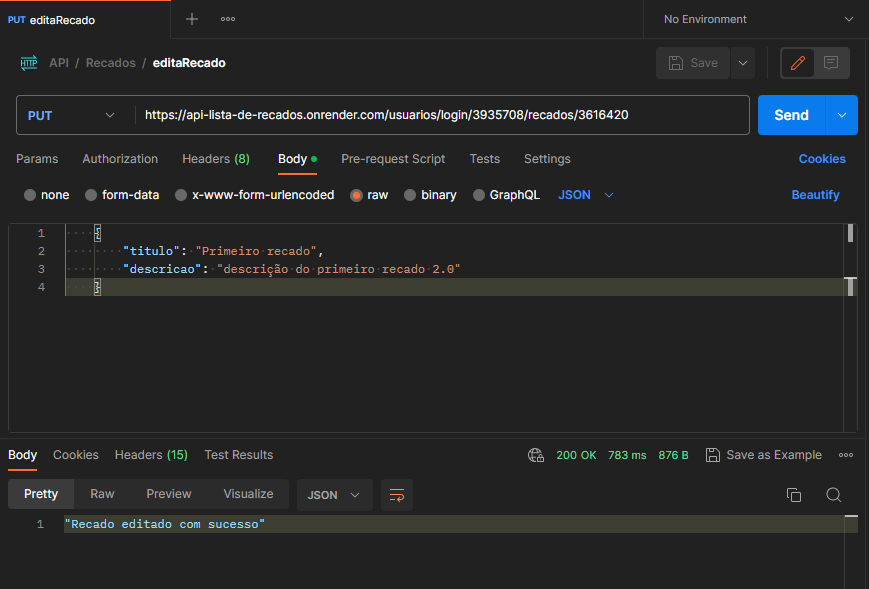 PUT editaRecado
No Environment
HTTP API / Recados / editaRecado
Save
PUT https://api-lista-de-recados.onrender.com/usuarios/login/3935708/recados/3616420
Send
Params Authorization Headers (8) Body Pre-request Script Tests Settings Cookies
none form-data x-www-form-urlencoded raw binary GraphQL JSON Beautify
1 {
2 "titulo": "Primeiro recado",
3 "descricao": "descrição do primeiro recado 2.0"
4 }
Body Cookies Headers (15) Test Results 200 OK 783 ms 876 B Save as Example
Pretty Raw Preview Visualize JSON
1 "Recado editado com sucesso"